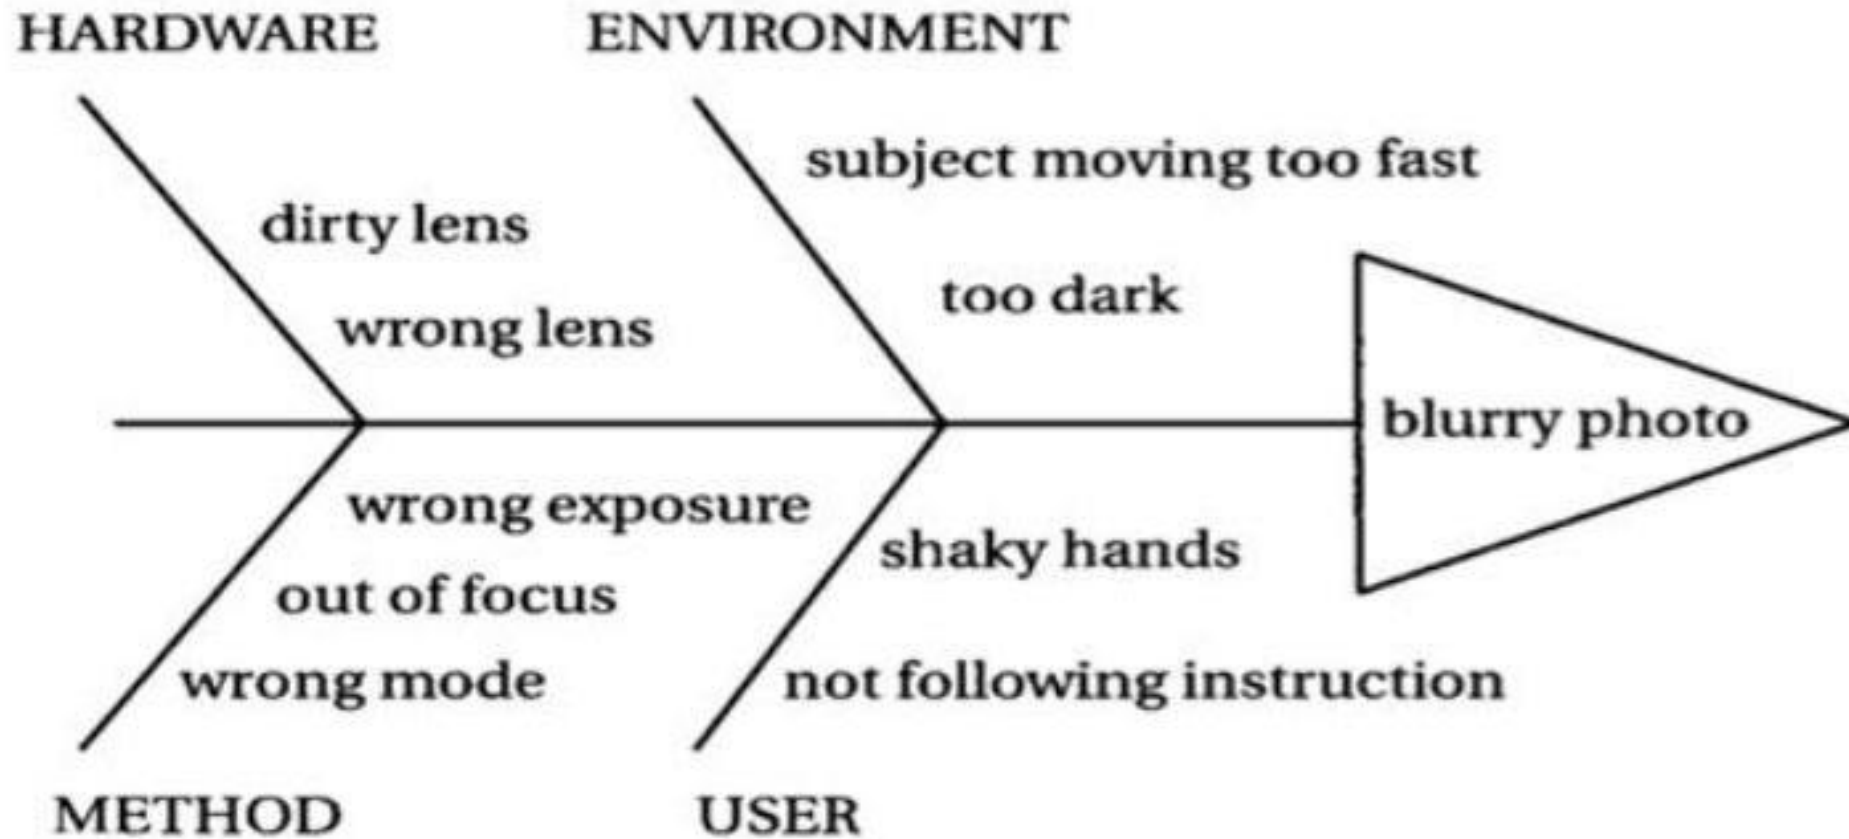 HARDWARE
ENVIRONMENT
subject moving too fast
dirty lens
too dark
wrong lens
blurry photo
wrong exposure
shaky hands
out of focus
wrong mode
not following instruction
METHOD
USER